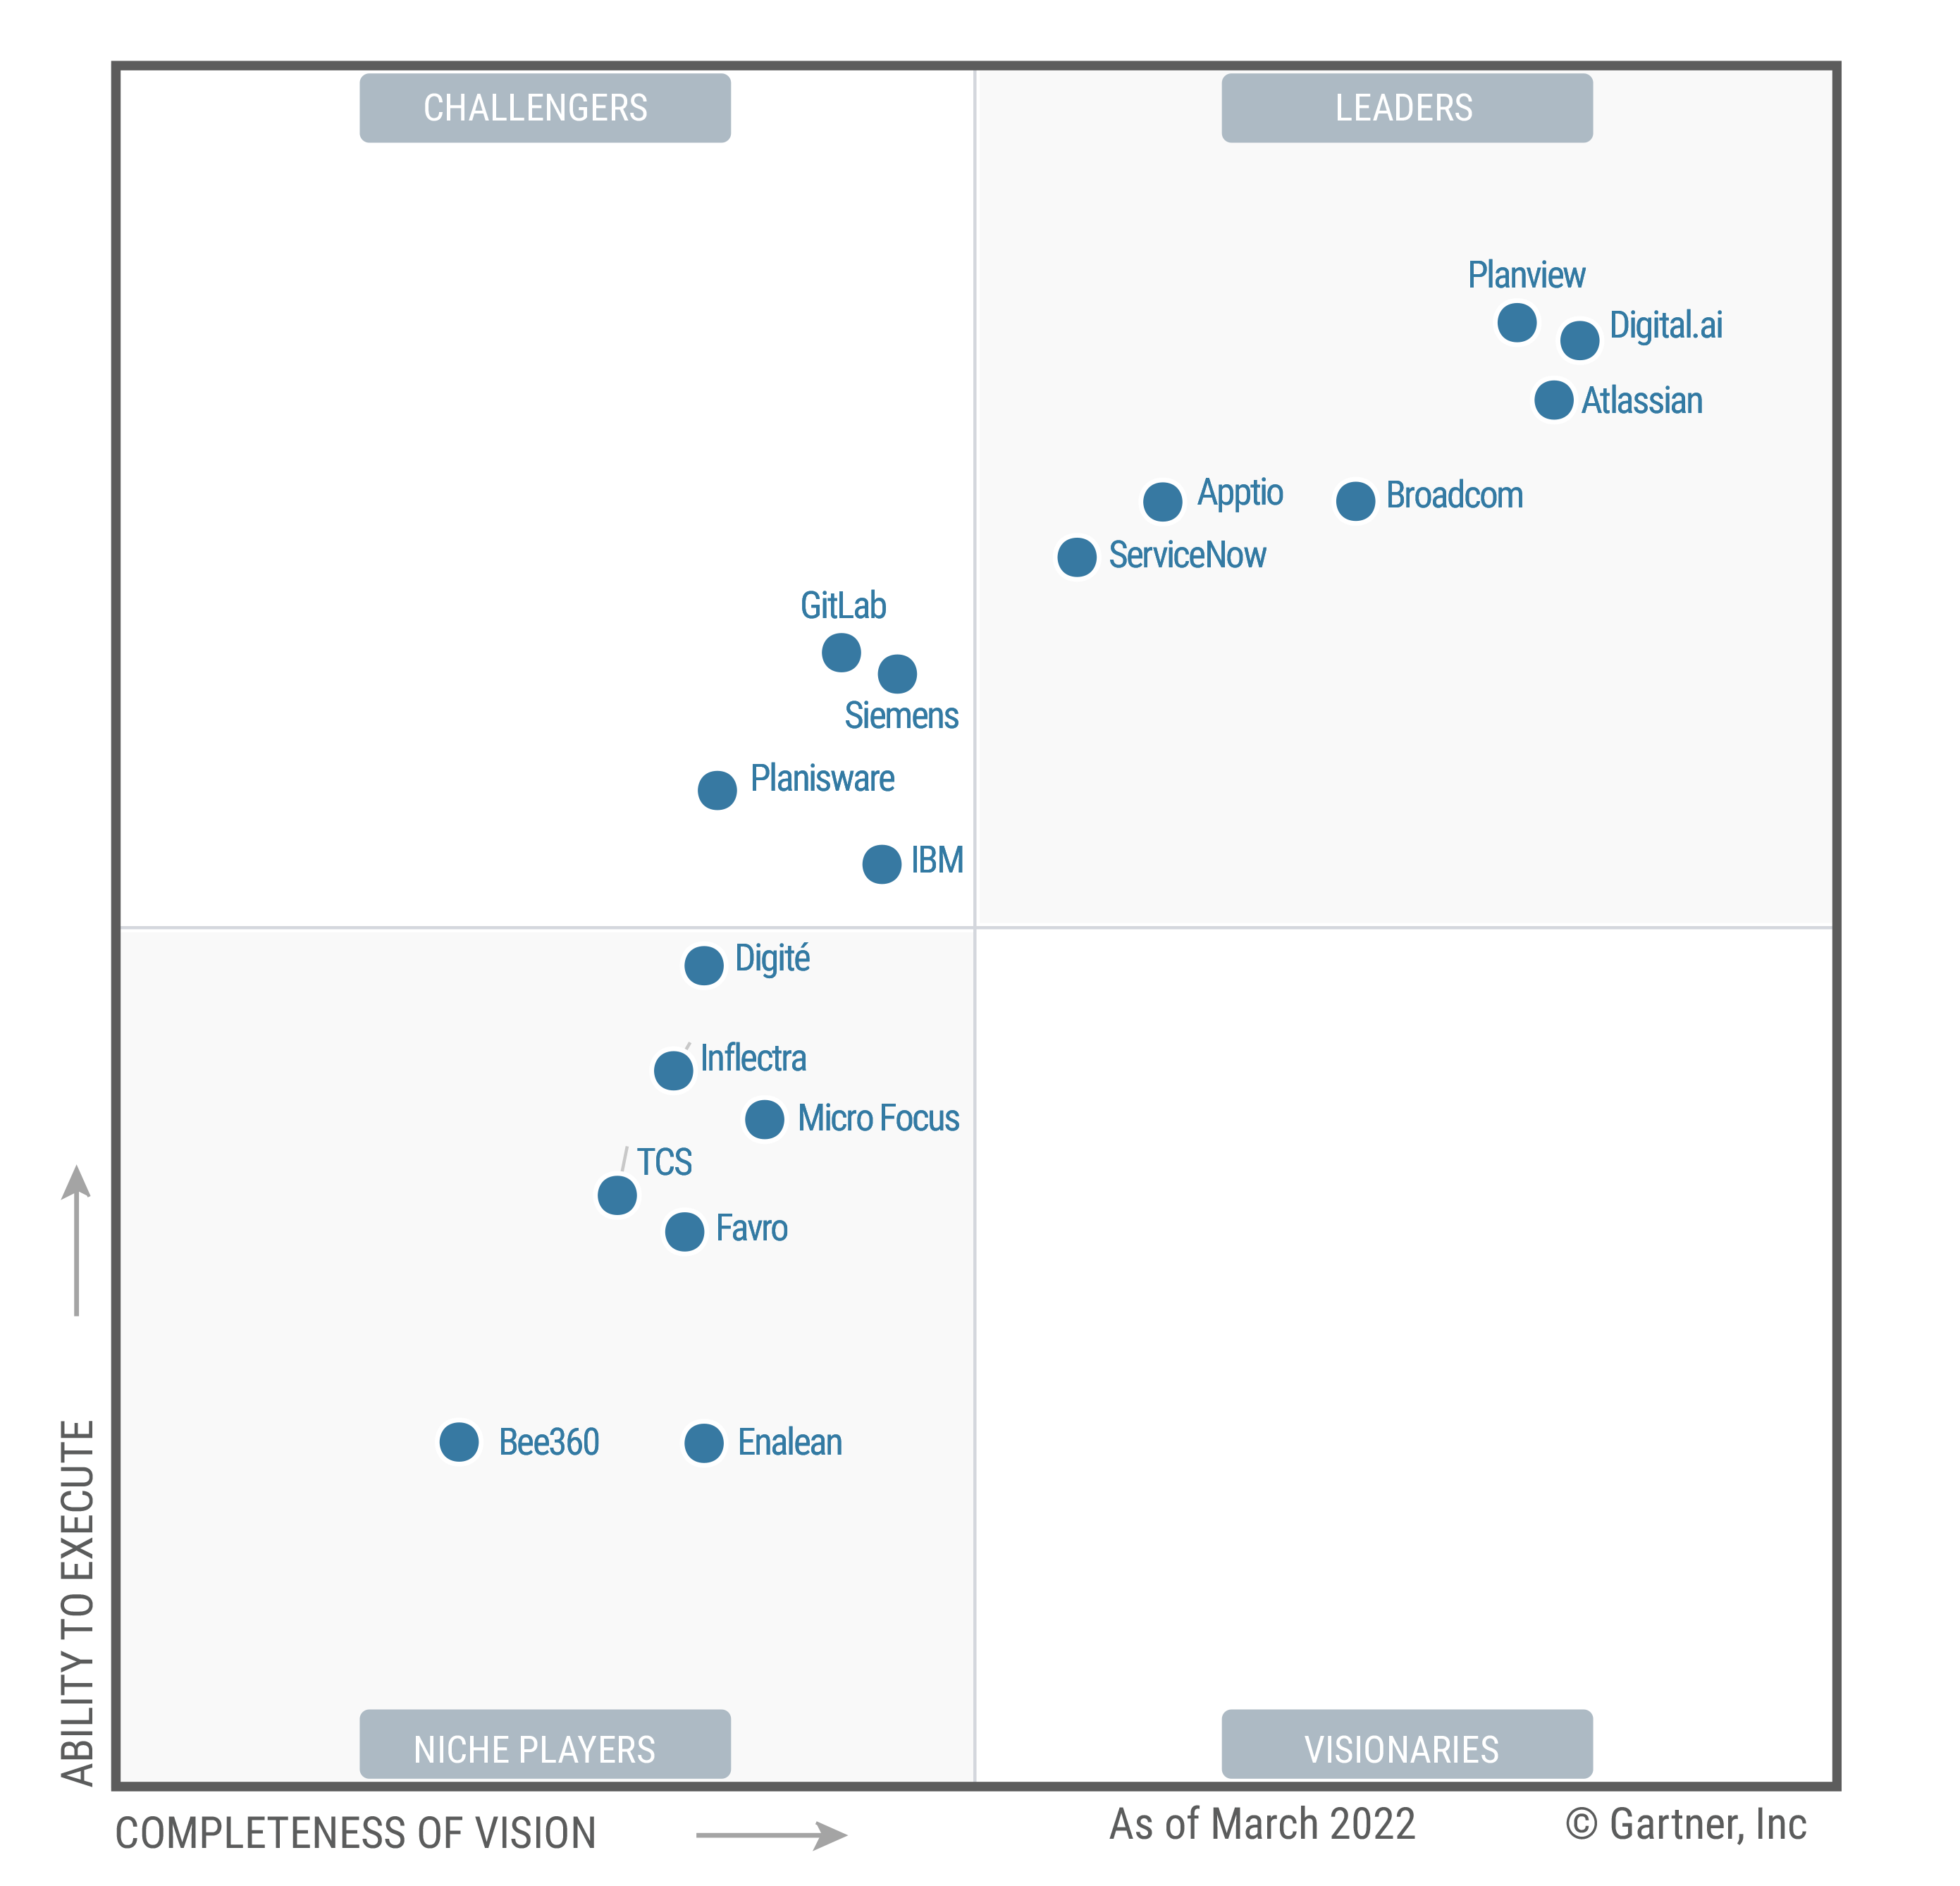 CHALLENGERS
LEADERS
Planview
Digital.ai
Atlassian
Apptio
Broadcom
ServiceNow
GitLab
Siemens
Planisware
IBM
Digité
Inflectra
Micro Focus
TCS
Favro
Bee360
Enalean
NICHE PLAYERS
VISIONARIES
ABILITY TO EXECUTE
COMPLETENESS OF VISION
As of March 2022
© Gartner, Inc